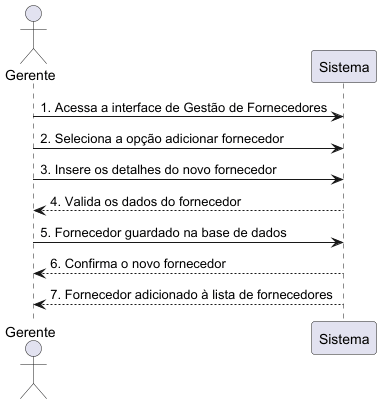 Gerente
Sistema
1. Acessa a interface de Gestão de Fornecedores
2. Seleciona a opção adicionar fornecedor
3. Insere os detalhes do novo fornecedor
4. Valida os dados do fornecedor
5. Fornecedor guardado na base de dados
6. Confirma o novo fornecedor
7. Fornecedor adicionado à lista de fornecedores
Gerente
Sistema